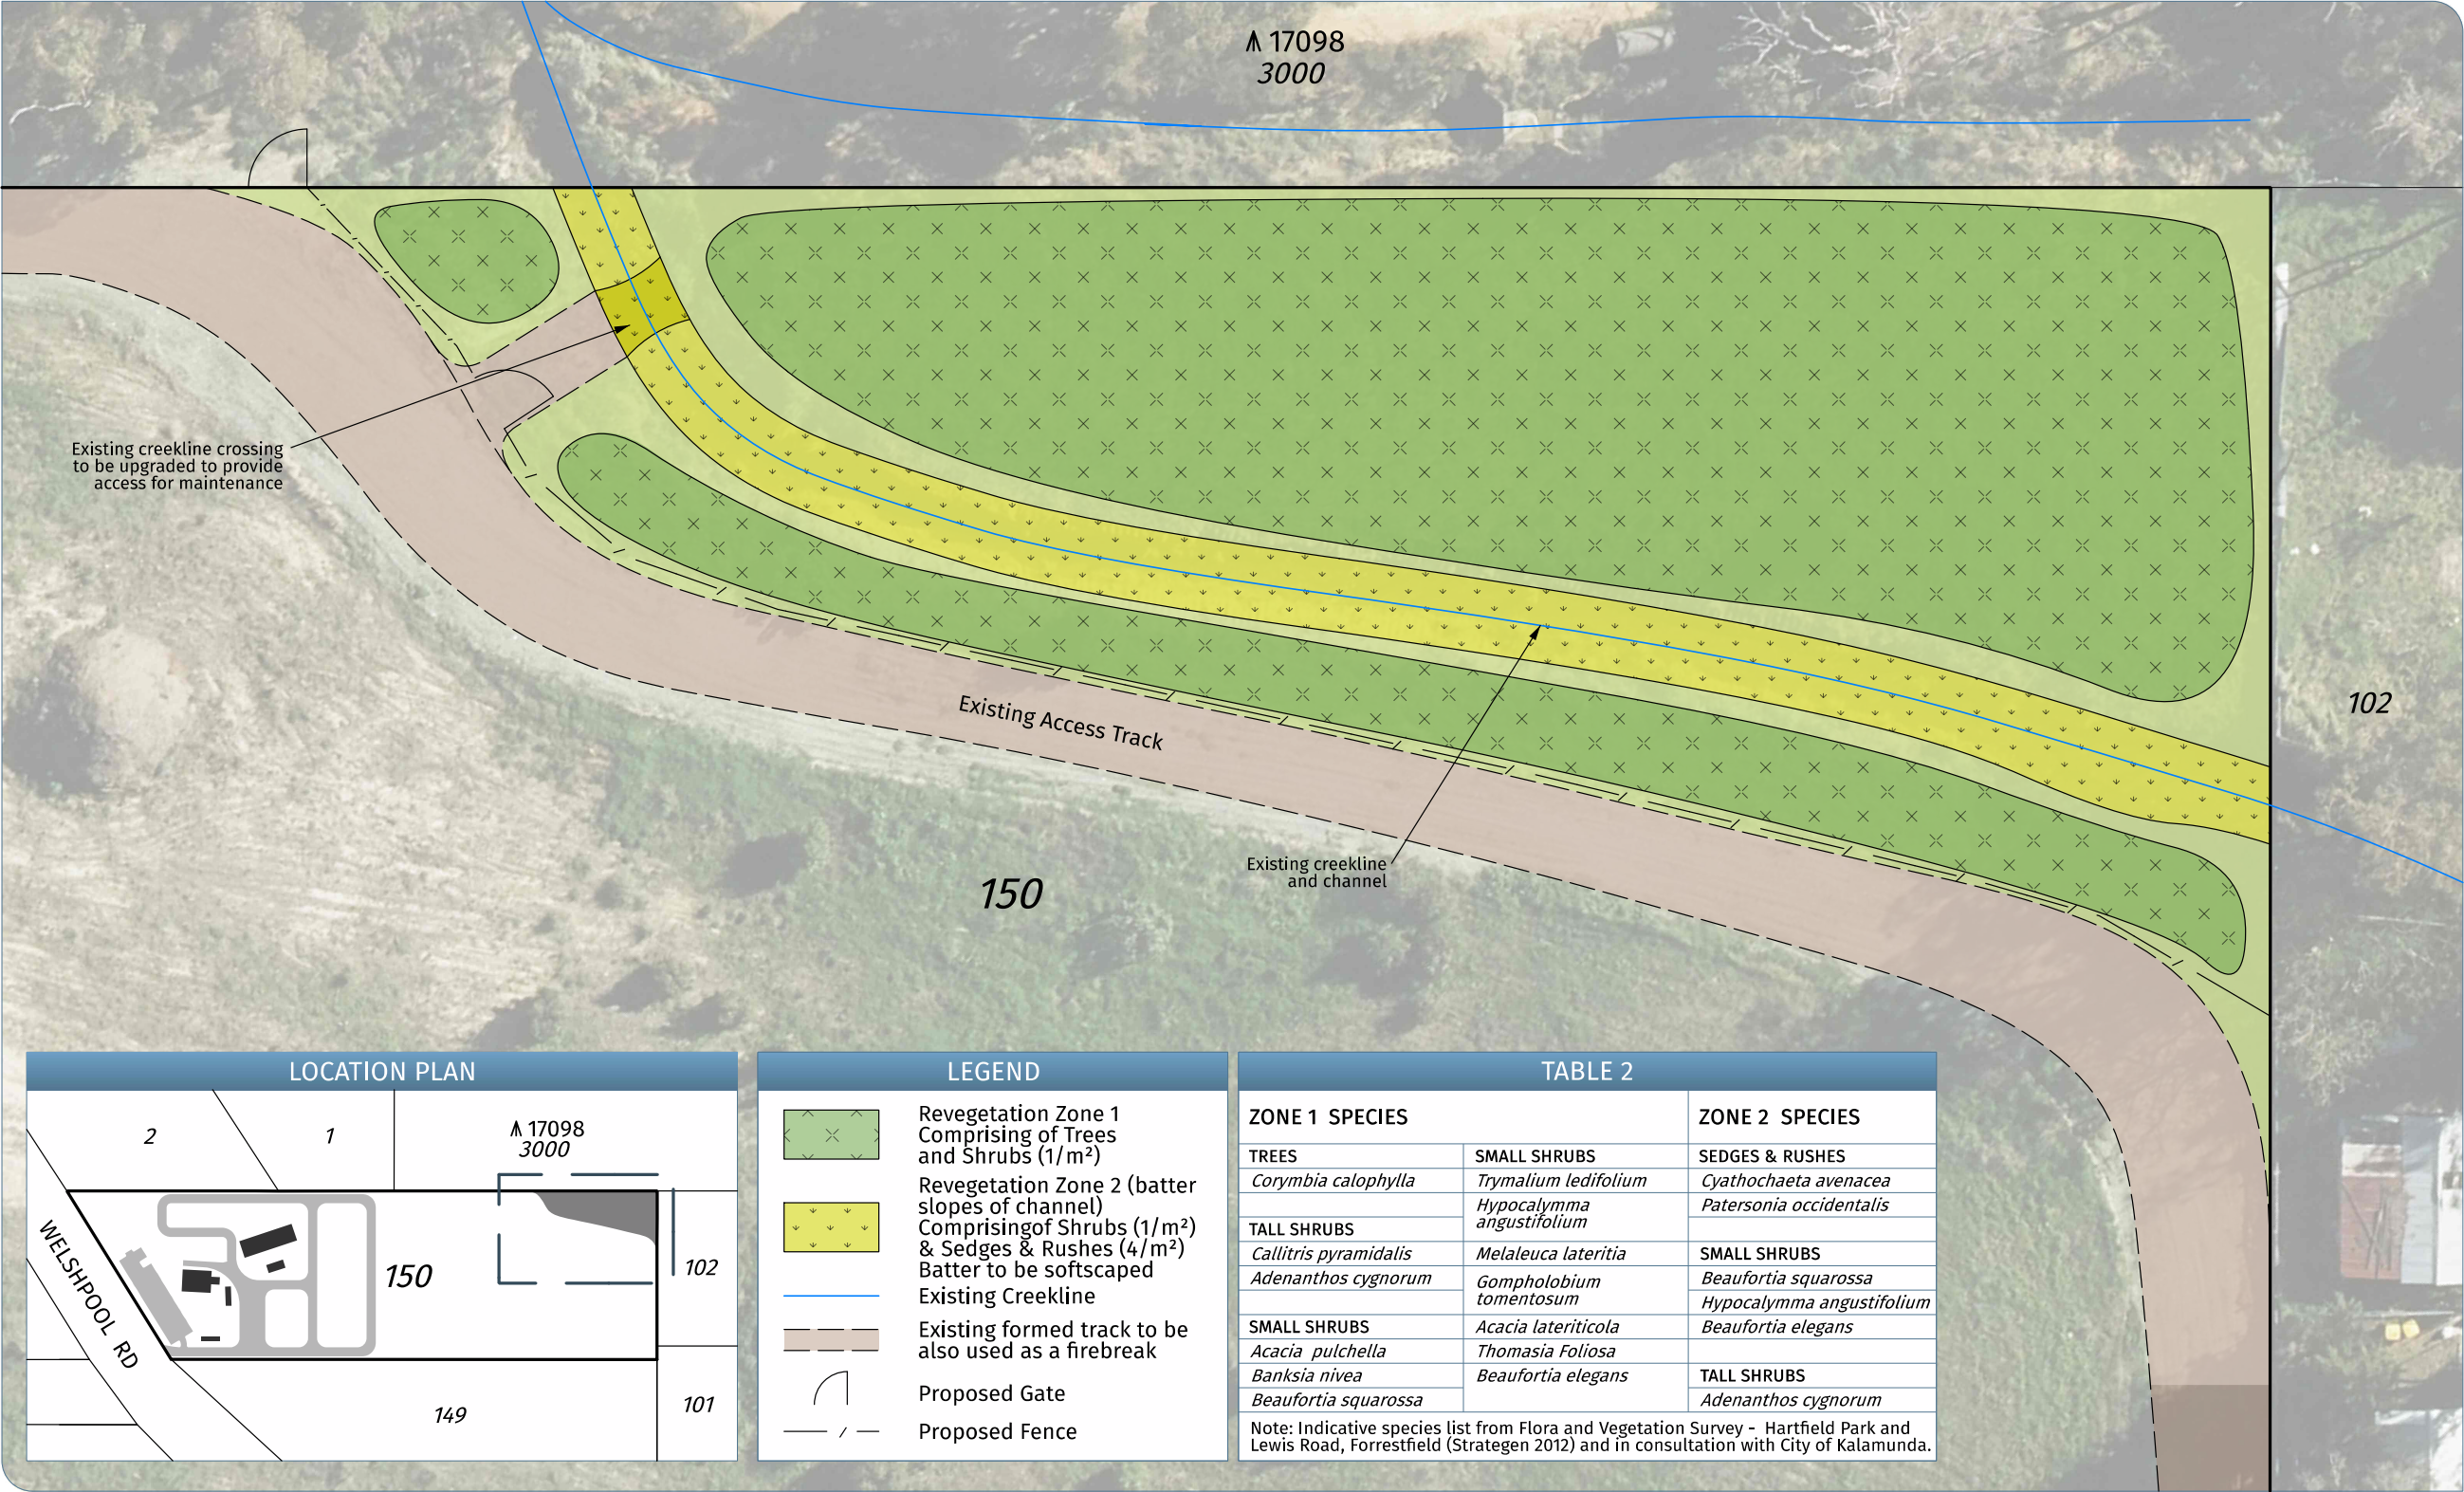 17098
3000
Existing creekline crossing
to be upgraded to provide
access for maintenance
102
Existing Access Track
Existing creekline
and channel
150
LOCATION PLAN
2
1
17098
3000
WELSHPOOL RD
150
102
149
101
LEGEND
Revegetation Zone 1
Comprising of Trees
and Shrubs (1/m²)
Revegetation Zone 2 (batter
slopes of channel)
Comprisingof Shrubs (1/m²)
& Sedges & Rushes (4/m²)
Batter to be softscaped
Existing Creekline
Existing formed track to be
also used as a firebreak
Proposed Gate
Proposed Fence
TABLE 2
ZONE 1 SPECIES
ZONE 2 SPECIES
TREES
Corymbia calophylla
TALL SHRUBS
Callitris pyramidalis
Adenanthos cygnorum
SMALL SHRUBS
Acacia pulchella
Banksia nivea
Beaufortia squarossa
SMALL SHRUBS
Trymalium ledifolium
Hypocalymma
angustifolium
Melaleuca lateritia
Gompholobium
tomentosum
Acacia lateriticola
Thomasia Foliosa
Beaufortia elegans
SEDGES & RUSHES
Cyathochaeta avenacea
Patersonia occidentalis
SMALL SHRUBS
Beaufortia squarossa
Hypocalymma angustifolium
Beaufortia elegans
TALL SHRUBS
Adenanthos cygnorum
Note: Indicative species list from Flora and Vegetation Survey - Hartfield Park and
Lewis Road, Forrestfield (Strategen 2012) and in consultation with City of Kalamunda.